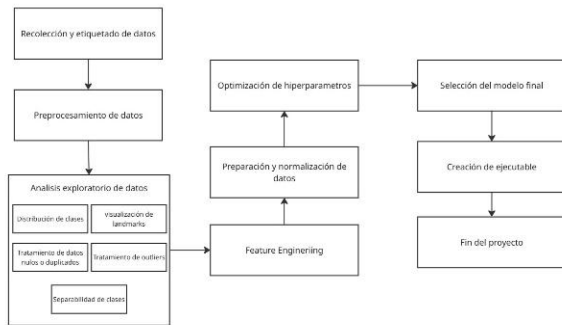 Recolección y etiquetado de datos
Preprocesamiento de datos
Analisis exploratorio de datos
Distribución de clases
visualización de
landmarks
Tratamiento de datos
nulos o duplicados
Tratamiento de outliers
Separabilidad de clases
Feature Engineriing
Preparación y normalización de
datos
Optimización de hiperparametros
Selección del modelo final
Creación de ejecutable
Fin del proyecto